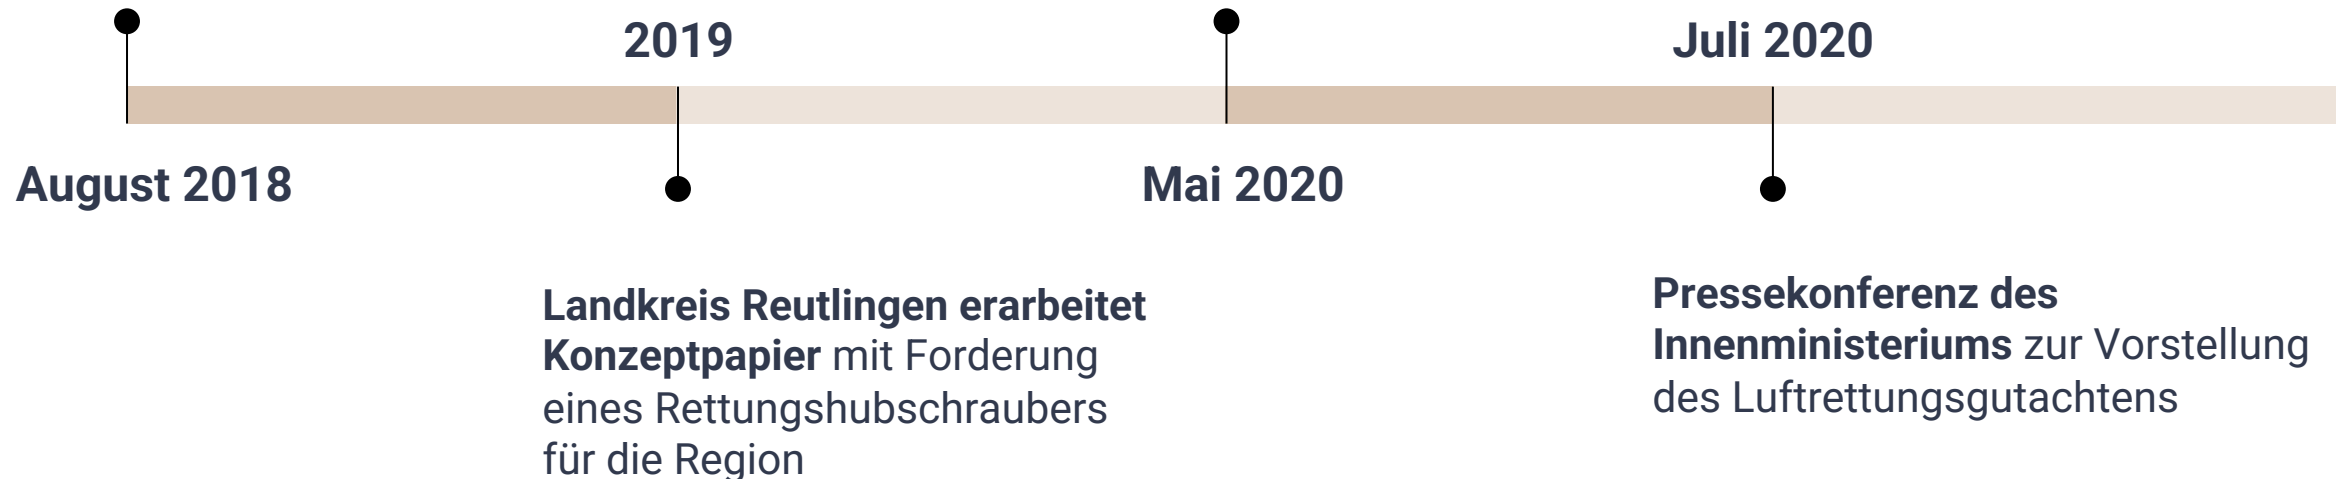 2019
Juli 2020
August 2018
Mai 2020
Landkreis Reutlingen erarbeitet
Konzeptpapier mit Forderung
eines Rettungshubschraubers
für die Region
Pressekonferenz des
Innenministeriums zur Vorstellung
des Luftrettungsgutachtens